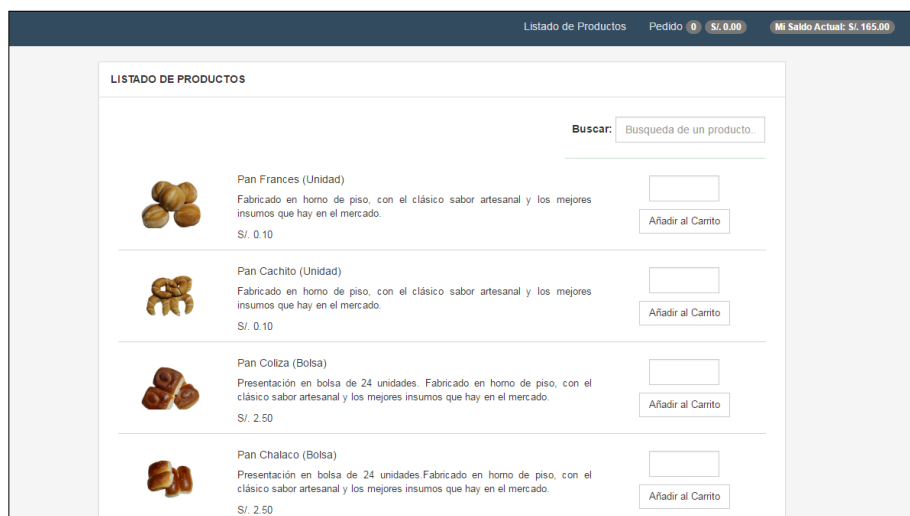 Listado de Productos Pedido 0 S/. 0.00 Mi Saldo Actual: S/. 165.00
LISTADO DE PRODUCTOS
Buscar: Busqueda de un producto..
Pan Frances (Unidad)
Fabricado en horno de piso, con el clásico sabor artesanal y los mejores
insumos que hay en el mercado.
S/. 0.10
Añadir al Carrito
Pan Cachito (Unidad)
Fabricado en horno de piso, con el clásico sabor artesanal y los mejores
insumos que hay en el mercado.
S/. 0.10
Añadir al Carrito
Pan Coliza (Bolsa)
Presentación en bolsa de 24 unidades. Fabricado en horno de piso, con el
clásico sabor artesanal y los mejores insumos que hay en el mercado.
S/. 2.50
Añadir al Carrito
Pan Chalaco (Bolsa)
Presentación en bolsa de 24 unidades.Fabricado en horno de piso, con el
clásico sabor artesanal y los mejores insumos que hay en el mercado.
S/. 2.50
Añadir al Carrito